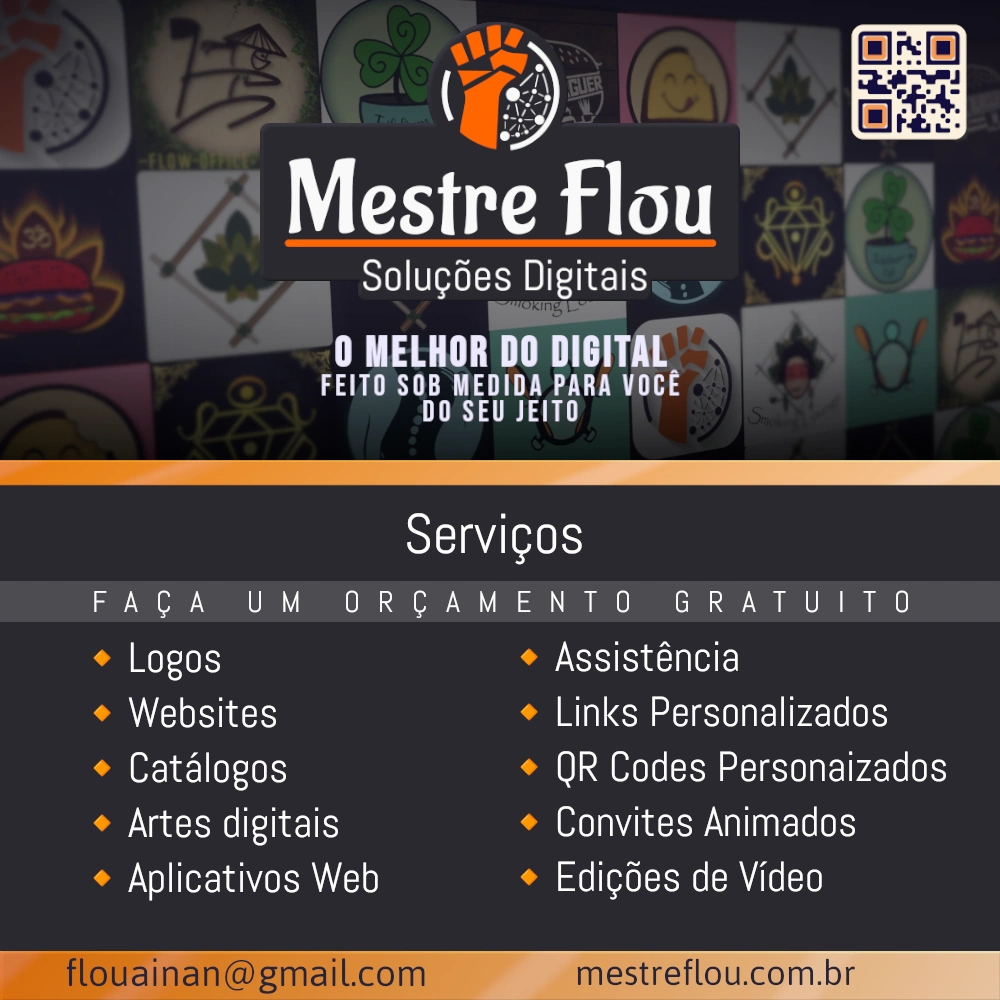 Mestre Flou
Soluções Digitais
O MELHOR DO DIGITAL
FEITO SOB MEDIDA PARA VOCÊ
DO SEU JEITO
Serviços
FAÇA UM ORÇAMENTO GRATUITO
Logos
Websites
Catálogos
Artes digitais
Aplicativos Web
Assistência
Links Personalizados
QR Codes Personaizados
Convites Animados
Edições de Vídeo
flouainan@gmail.com
mestreflou.com.br